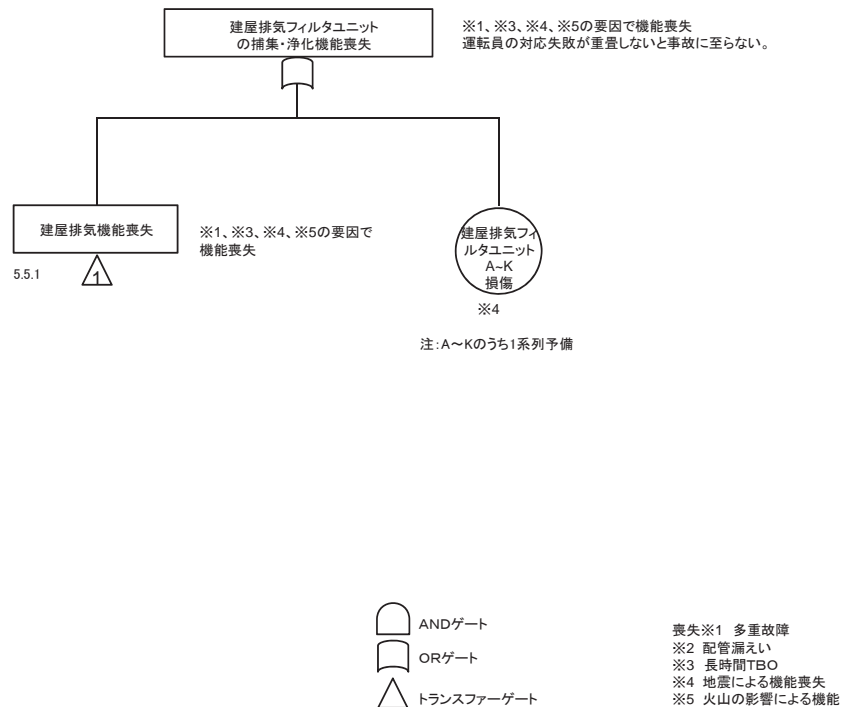 建屋排気フィルタユニット
の捕集・浄化機能喪失
※1、※3、※4、※5の要因で機能喪失
運転員の対応失敗が重畳しないと事故に至らない。
建屋排気機能喪失
※1、※3、※4、※5の要因で
機能喪失
5.5.1
1
建屋排気フィ
ルタユニット
A~K
損傷
※4
注:A～Kのうち1系列予備
ANDゲート
ORゲート
トランスファーゲート
喪失※1 多重故障
※2 配管漏えい
※3 長時間TBO
※4 地震による機能喪失
※5 火山の影響による機能